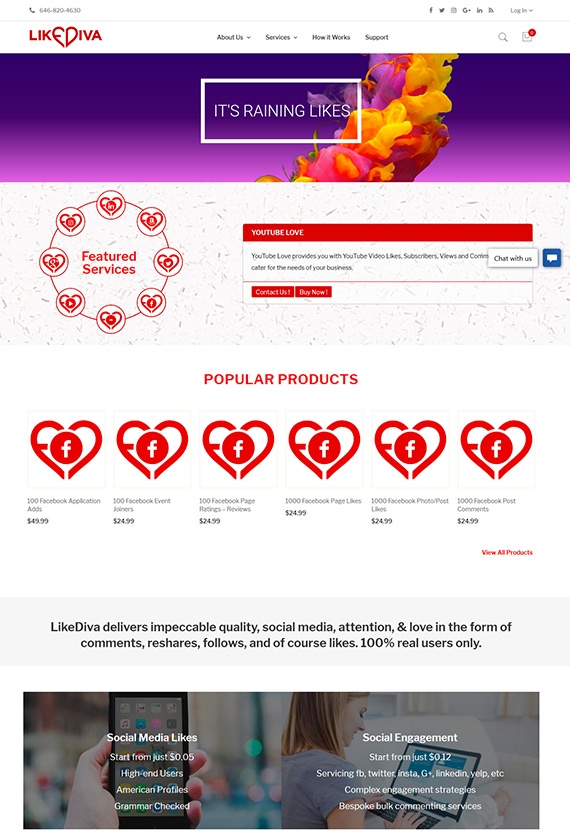 646-820-4630
Log In
LIKEDIVA
About Us
Services
How it Works
Support
0
IT'S RAINING LIKES
Featured
Services
YOUTUBE LOVE
YouTube Love provides you with YouTube Video Likes, Subscribers, Views and Comm
cater for the needs of your business.
Chat with us
Contact Us !
Buy Now !
POPULAR PRODUCTS
100 Facebook Application
Adds
$49.99
100 Facebook Event
Joiners
$24.99
100 Facebook Page
Ratings – Reviews
$24.99
1000 Facebook Page Likes
$24.99
1000 Facebook Photo/Post
Likes
$24.99
1000 Facebook Post
Comments
$24.99
View All Products
LikeDiva delivers impeccable quality, social media, attention, & love in the form of
comments, reshares, follows, and of course likes. 100% real users only.
Social Media Likes
Start from just $0.05
High-end Users
American Profiles
Grammar Checked
Social Engagement
Start from just $0.12
Servicing fb, twitter, insta, G+, linkedin, yelp, etc
Complex engagement strategies
Bespoke bulk commenting services